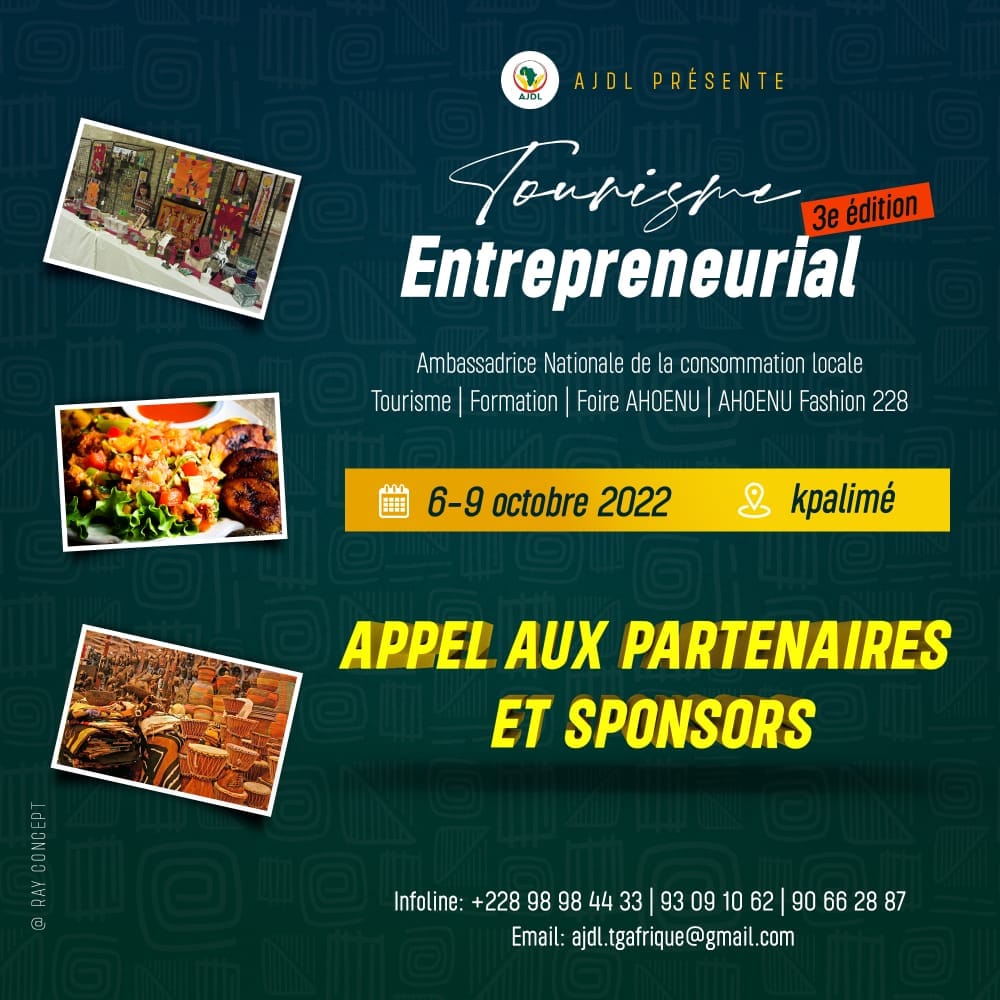 AJDL
AJDL PRÉSENTE
Tourisme
3e édition
Entrepreneurial
Ambassadrice Nationale de la consommation locale
Tourisme | Formation | Foire AHOENU | AHOENU Fashion 228
6-9 octobre 2022
kpalimé
APPEL AUX PARTENAIRES
ET SPONSORS
@ RAY CONCEPT
Infoline: +228 98 98 44 33 | 93 09 10 62 | 90 66 28 87
Email: ajdl.tgafrique@gmail.com